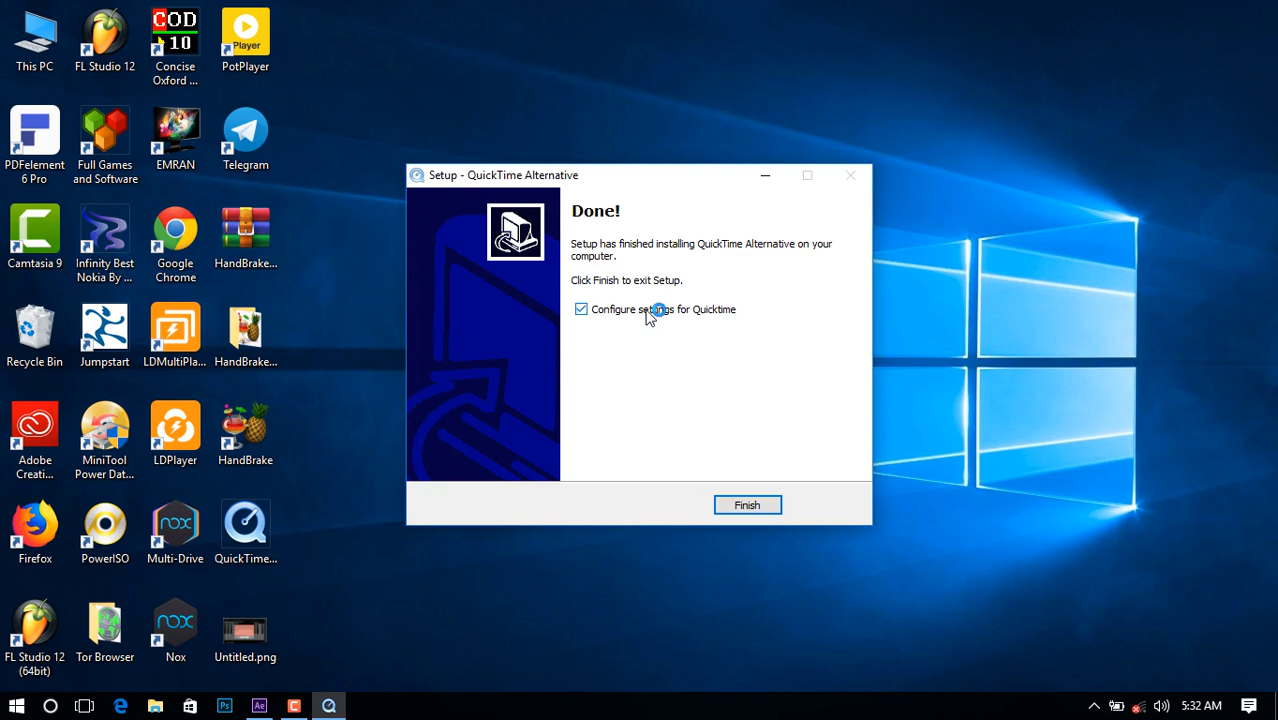 This PC
FL Studio 12
COD
10
Concise
Oxford ...
Player
PotPlayer
PDFelement
6 Pro
Full Games
and Software
EMRAN
Telegram
Camtasia 9
Infinity Best
Nokia By ...
Google
Chrome
HandBrake...
Recycle Bin
Jumpstart
LDMultiPla...
HandBrake...
Adobe
Creati...
MiniTool
Power Dat...
LDPlayer
HandBrake
Firefox
PowerISO
nox
Multi-Drive
QuickTime...
FL Studio 12
(64bit)
Tor Browser
nox
Nox
Untitled.png
Setup - QuickTime Alternative
Done!
Setup has finished installing QuickTime Alternative on your
computer.
Click Finish to exit Setup.
Configure settings for Quicktime
Finish
Ps
Ae
5:32 AM